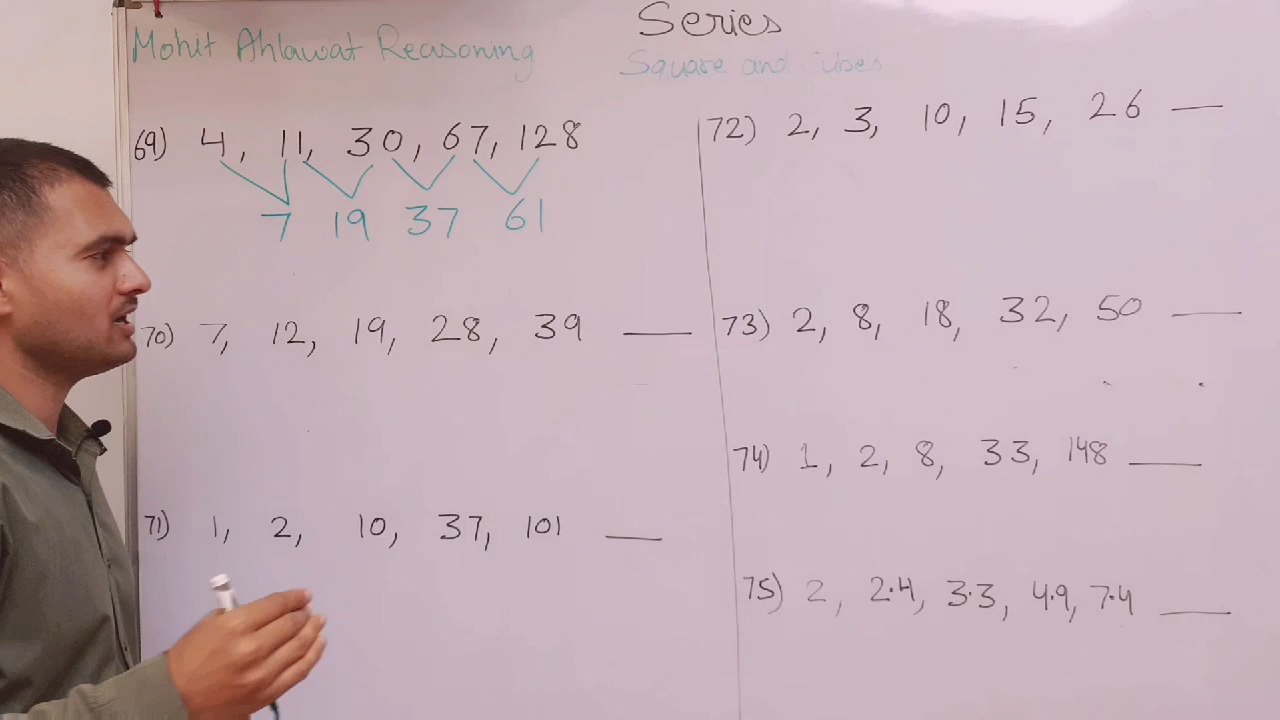 Series
Mohit Ahlawat Reasoning
Square and Cubes
69) 4, 11, 30, 67, 128
7 19 37 61
70) 7, 12, 19, 28, 39 ___
71) 1, 2, 10, 37, 101 ___
72) 2, 3, 10, 15, 26 ___
73) 2, 8, 18, 32, 50 ___
74) 1, 2, 8, 33, 148 ___
75) 2, 2.4, 3.3, 4.9, 7.4 ___